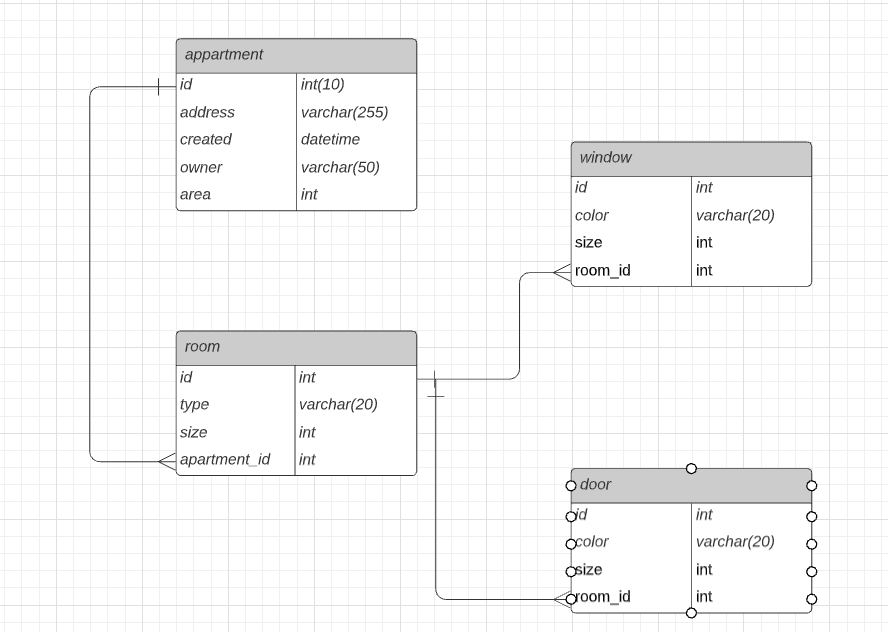 appartment
id int(10)
address varchar(255)
created datetime
owner varchar(50)
area int
window
id int
color varchar(20)
size int
room_id int
room
id int
type varchar(20)
size int
apartment_id int
door
id int
color varchar(20)
size int
room_id int